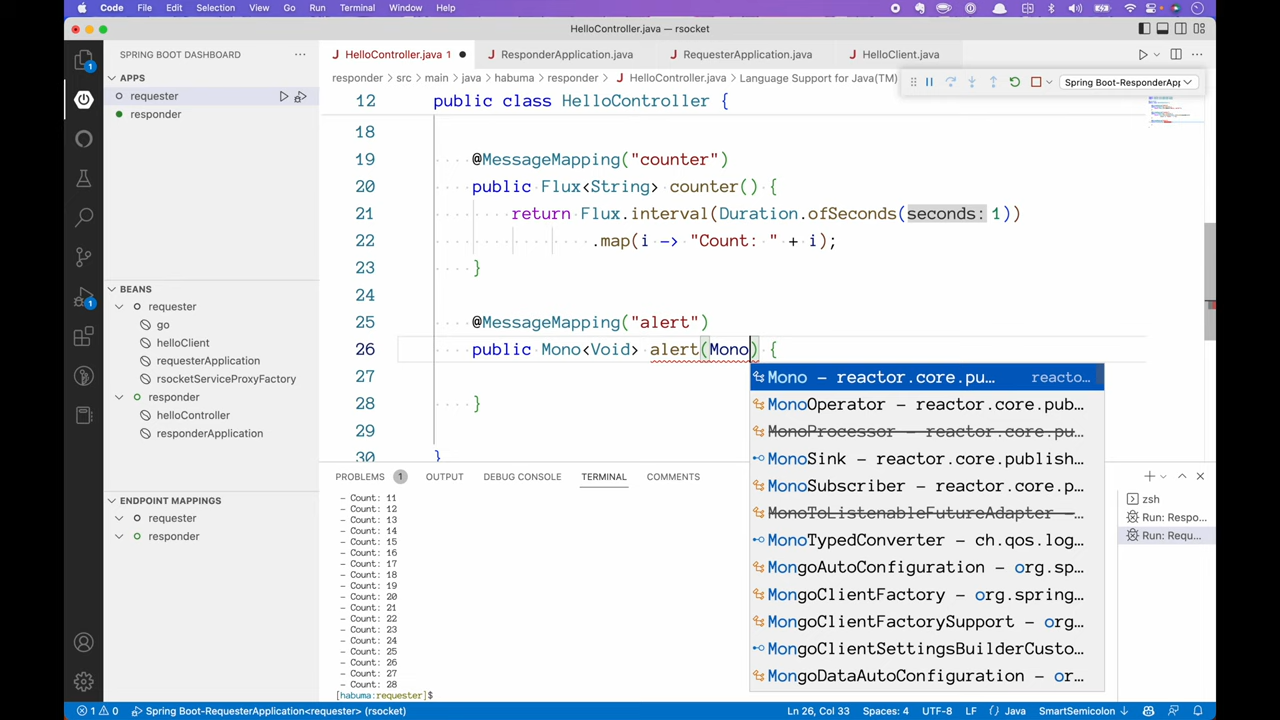 Code File Edit Selection View Go Run Terminal Window Help
HelloController.java — rsocket
SPRING BOOT DASHBOARD
HelloController.java 1
ResponderApplication.java
RequesterApplication.java
HelloClient.java
responder > src > main > java > habuma > responder > HelloController.java > Language Support for Java(TM)
Spring Boot-ResponderApp
APPS
requester
responder
12 public class HelloController {
18
19 @MessageMapping("counter")
20 public Flux<String> counter() {
21 return Flux.interval(Duration.ofSeconds(seconds: 1))
22 .map(i -> "Count: " + i);
23 }
24
25 @MessageMapping("alert")
26 public Mono<Void> alert(Mono) {
27
28 }
29
30 }
Mono – reactor.core.pu... reacto...
MonoOperator – reactor.core.pub...
MonoProcessor – reactor.core.pu...
MonoSink – reactor.core.publish...
MonoSubscriber – reactor.core.p...
MonoToListenableFutureAdapter –...
MonoTypedConverter – ch.qos.log...
MongoAutoConfiguration – org.sp...
MongoClientFactory – org.spring...
MongoClientFactorySupport – org...
MongoClientSettingsBuilderCusto...
MongoDataAutoConfiguration – or...
BEANS
requester
go
helloClient
requesterApplication
rsocketServiceProxyFactory
responder
helloController
responderApplication
ENDPOINT MAPPINGS
requester
responder
PROBLEMS 1 OUTPUT DEBUG CONSOLE TERMINAL COMMENTS
- Count: 11
- Count: 12
- Count: 13
- Count: 14
- Count: 15
- Count: 16
- Count: 17
- Count: 18
- Count: 19
- Count: 20
- Count: 21
- Count: 22
- Count: 23
- Count: 24
- Count: 25
- Count: 26
- Count: 27
- Count: 28
[habuma:requester]$
zsh
Run: Respo...
Run: Requ...
1 0 Spring Boot-RequesterApplication<requester> (rsocket)
Ln 26, Col 33 Spaces: 4 UTF-8 LF {} Java SmartSemicolon